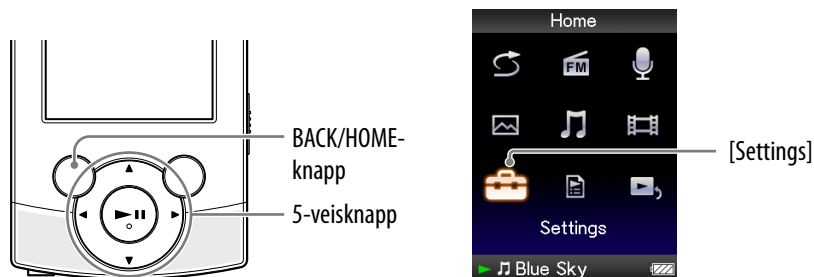 BACK/HOME-
knapp
5-veisknapp
Home
FM
[Settings]
Settings
Blue Sky